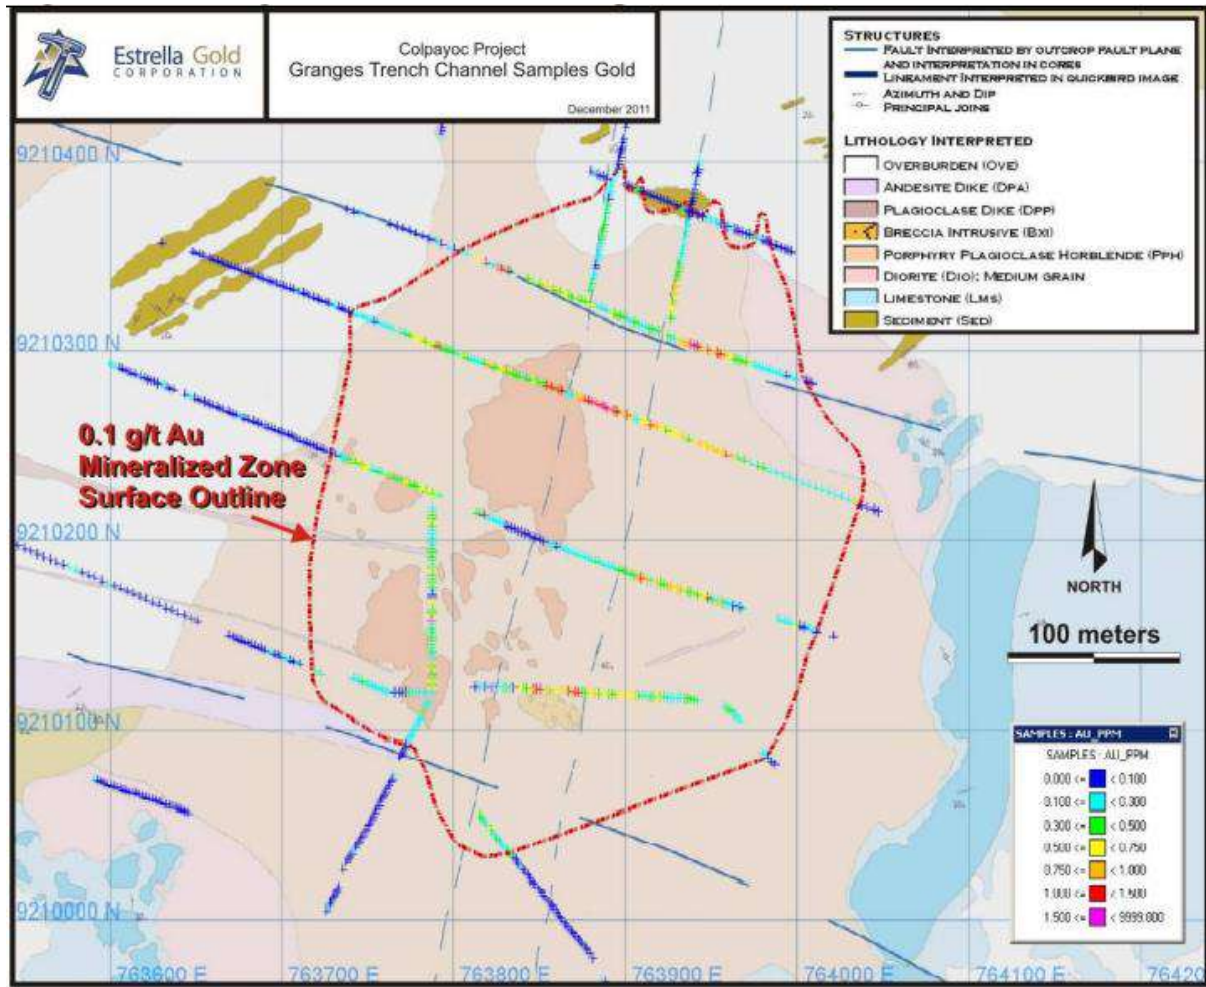 Estrella Gold
CORPORATION
Colpayoc Project
Granges Trench Channel Samples Gold
December 2011
STRUCTURES
FAULT INTERPRETED BY OUTCROP FAULT PLANE
AND INTERPRETATION IN CORES
LINEAMENT INTERPRETED IN QUICKBIRD IMAGE
AZIMUTH AND DIP
PRINCIPAL JOINS
LITHOLOGY INTERPRETED
OVERBURDEN (OVE)
ANDESITE DIKE (DPA)
PLAGIOCLASE DIKE (DPP)
BRECCIA INTRUSIVE (BXI)
PORPHYRY PLAGIOCLASE HORBLENDE (PPH)
DIORITE (DIO); MEDIUM GRAIN
LIMESTONE (LMS)
SEDIMENT (SED)
9210400 N
9210300 N
0.1 g/t Au
Mineralized Zone
Surface Outline
9210200 N
NORTH
100 meters
9210100 N
SAMPLES : AU_PPM
SAMPLES : AU_PPM
0.000 <= < 0.100
0.100 <= < 0.300
0.300 <= < 0.500
0.500 <= < 0.750
0.750 <= < 1.000
1.000 <= < 1.500
1.500 <= < 9999.000
9210000 N
763600 E
763700 E
763800 E
763900 E
764000 E
764100 E
76420